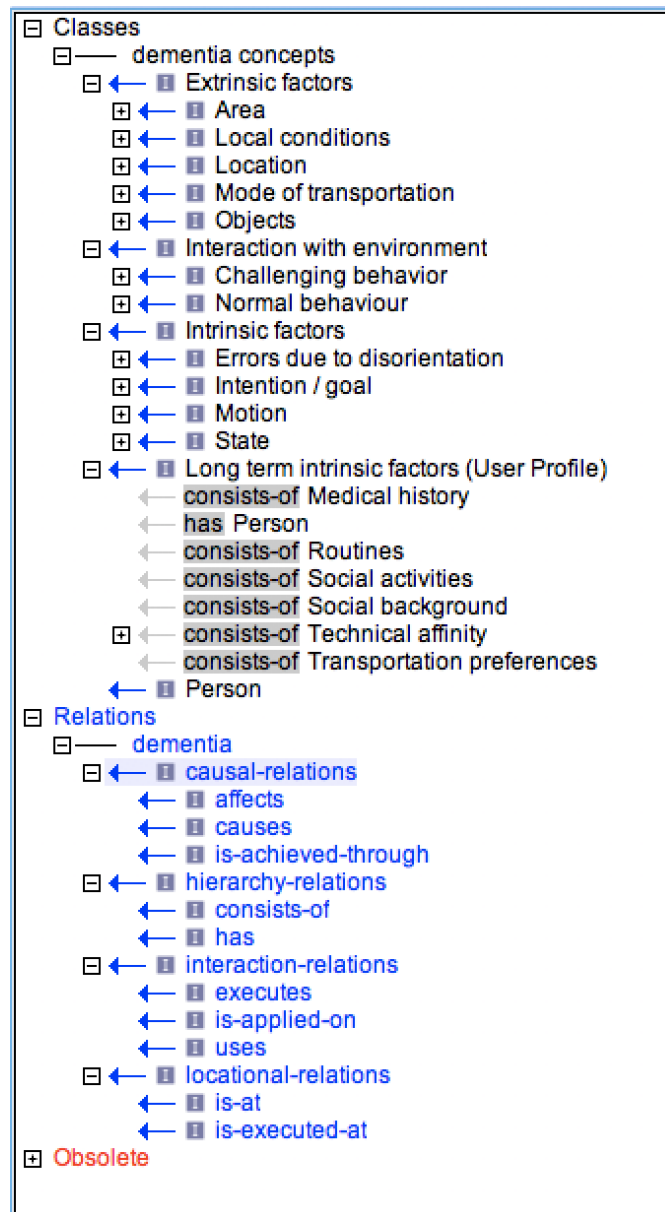 Classes
dementia concepts
I Extrinsic factors
I Area
I Local conditions
I Location
I Mode of transportation
I Objects
I Interaction with environment
I Challenging behavior
I Normal behaviour
I Intrinsic factors
I Errors due to disorientation
I Intention / goal
I Motion
I State
I Long term intrinsic factors (User Profile)
consists-of Medical history
has Person
consists-of Routines
consists-of Social activities
consists-of Social background
consists-of Technical affinity
consists-of Transportation preferences
I Person
Relations
dementia
I causal-relations
I affects
I causes
I is-achieved-through
I hierarchy-relations
I consists-of
I has
I interaction-relations
I executes
I is-applied-on
I uses
I locational-relations
I is-at
I is-executed-at
Obsolete